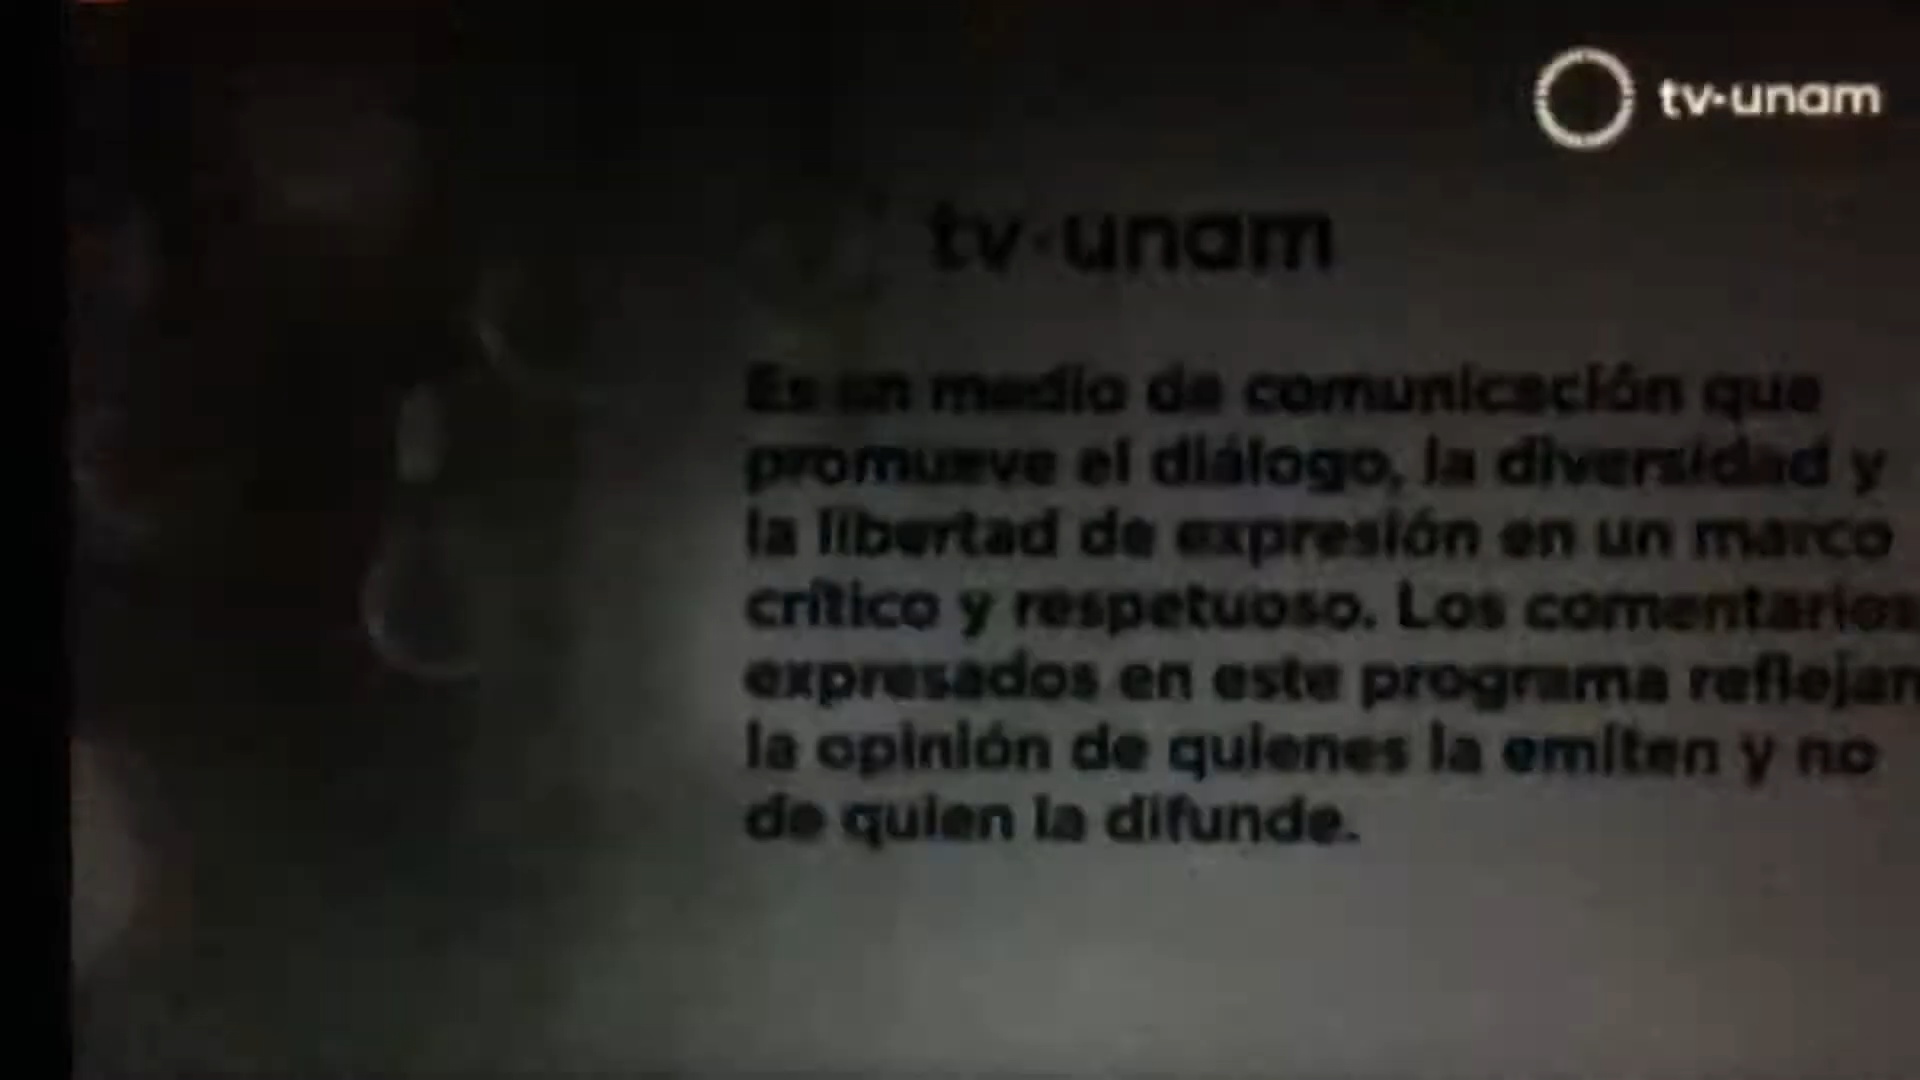 tv·unam
tv·unam
Es un medio de comunicación que
promueve el diálogo, la diversidad y
la libertad de expresión en un marco
crítico y respetuoso. Los comentarios
expresados en este programa reflejan
la opinión de quienes la emiten y no
de quien la difunde.